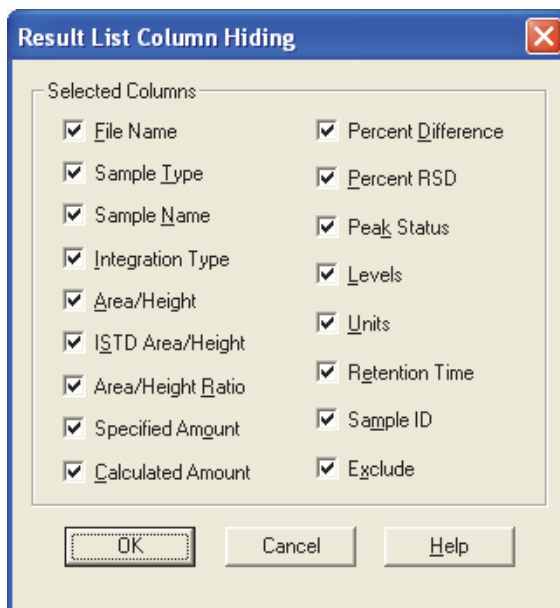 Result List Column Hiding
Selected Columns
File Name
Sample Type
Sample Name
Integration Type
Area/Height
ISTD Area/Height
Area/Height Ratio
Specified Amount
Calculated Amount
Percent Difference
Percent RSD
Peak Status
Levels
Units
Retention Time
Sample ID
Exclude
OK
Cancel
Help